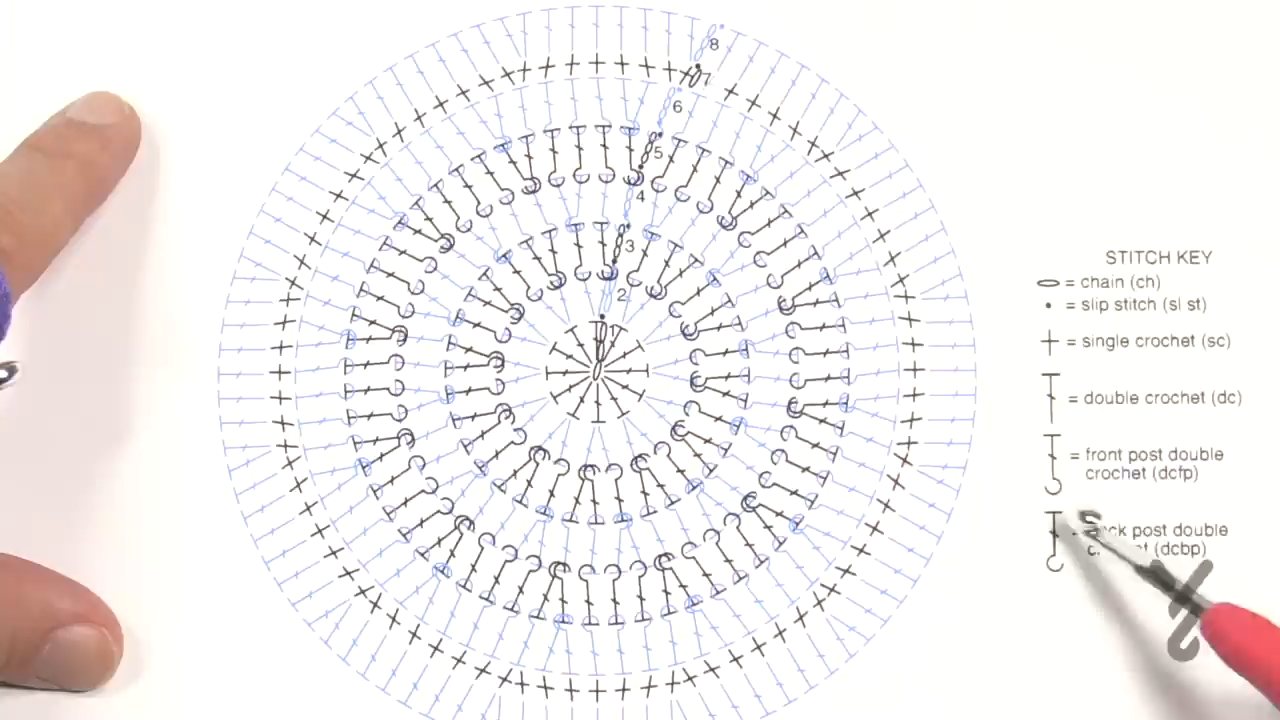 8
7
6
5
4
3
2
1
STITCH KEY
= chain (ch)
= slip stitch (sl st)
= single crochet (sc)
= double crochet (dc)
= front post double
crochet (dcfp)
post double
(dcbp)